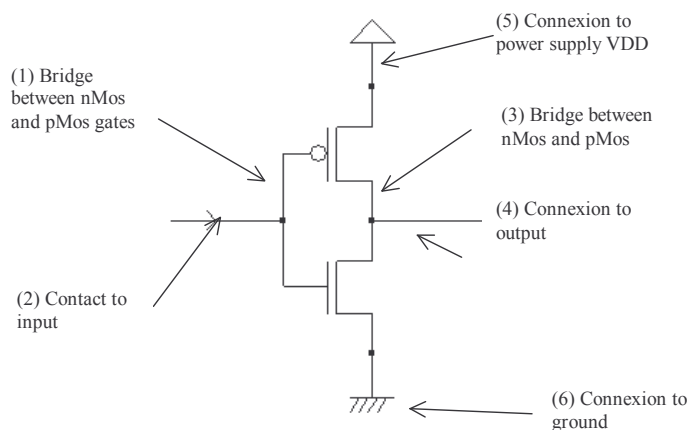 (1) Bridge
between nMos
and pMos gates
(2) Contact to
input
(5) Connexion to
power supply VDD
(3) Bridge between
nMos and pMos
(4) Connexion to
output
(6) Connexion to
ground